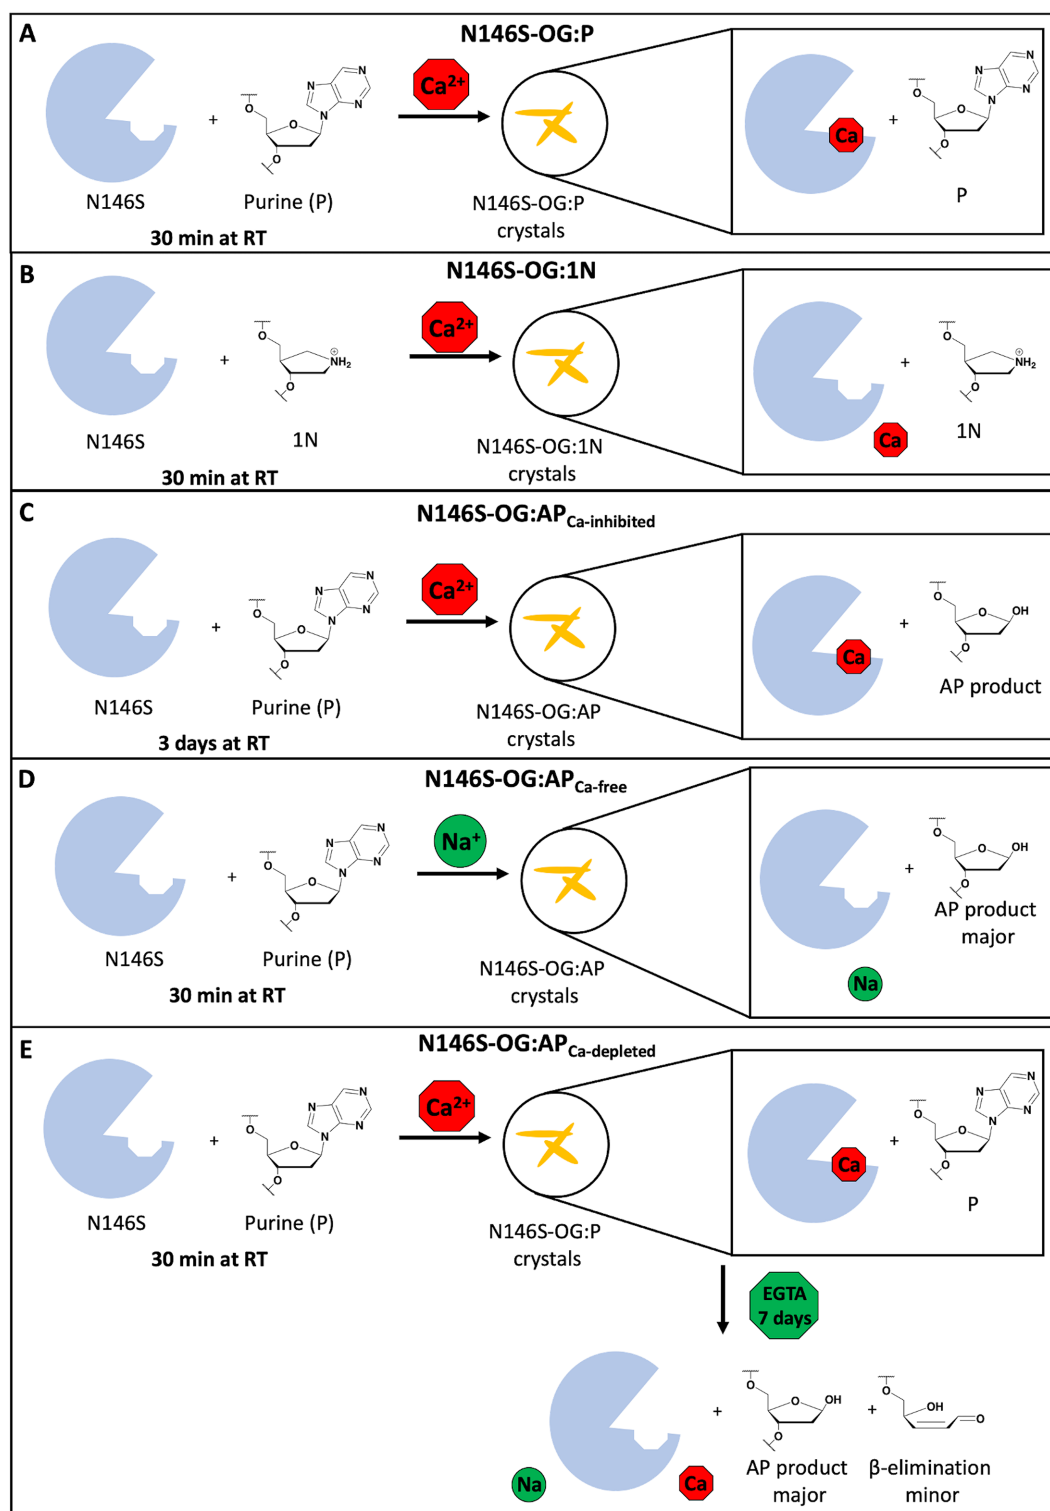 A
N146S-OG:P
N146S
+
O
O
O
N
N
N
N
Purine (P)
30 min at RT
Ca2+
N146S-OG:P
crystals
Ca
+
O
O
O
N
N
N
N
P
B
N146S-OG:1N
N146S
+
O
O
NH2
+
1N
30 min at RT
Ca2+
N146S-OG:1N
crystals
Ca
+
O
O
NH2
+
1N
C
N146S-OG:APCa-inhibited
N146S
+
O
O
O
N
N
N
N
Purine (P)
3 days at RT
Ca2+
N146S-OG:AP
crystals
Ca
+
O
O
O
OH
AP product
D
N146S-OG:APCa-free
N146S
+
O
O
O
N
N
N
N
Purine (P)
30 min at RT
Na+
N146S-OG:AP
crystals
Na
+
O
O
O
OH
AP product
major
E
N146S-OG:APCa-depleted
N146S
+
O
O
O
N
N
N
N
Purine (P)
30 min at RT
Ca2+
N146S-OG:P
crystals
Ca
+
O
O
O
N
N
N
N
P
EGTA
7 days
Na
Ca
+
O
O
O
OH
AP product
major
+
O
OH
O
β-elimination
minor